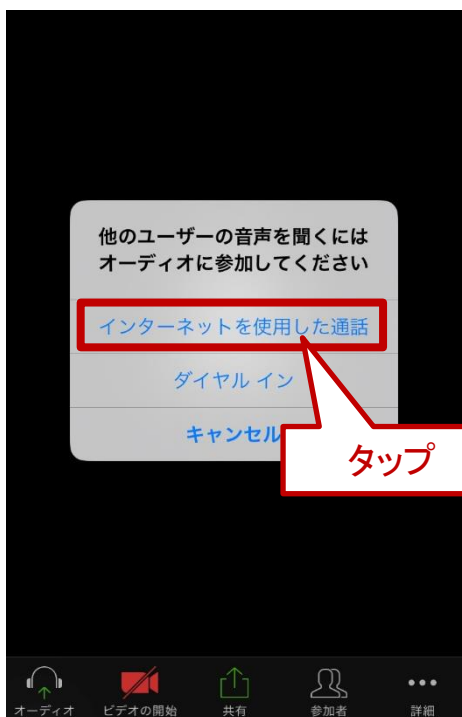 他のユーザーの音声を聞くには
オーディオに参加してください
インターネットを使用した通話
ダイヤル イン
キャンセル
タップ
オーディオ
ビデオの開始
共有
参加者
詳細